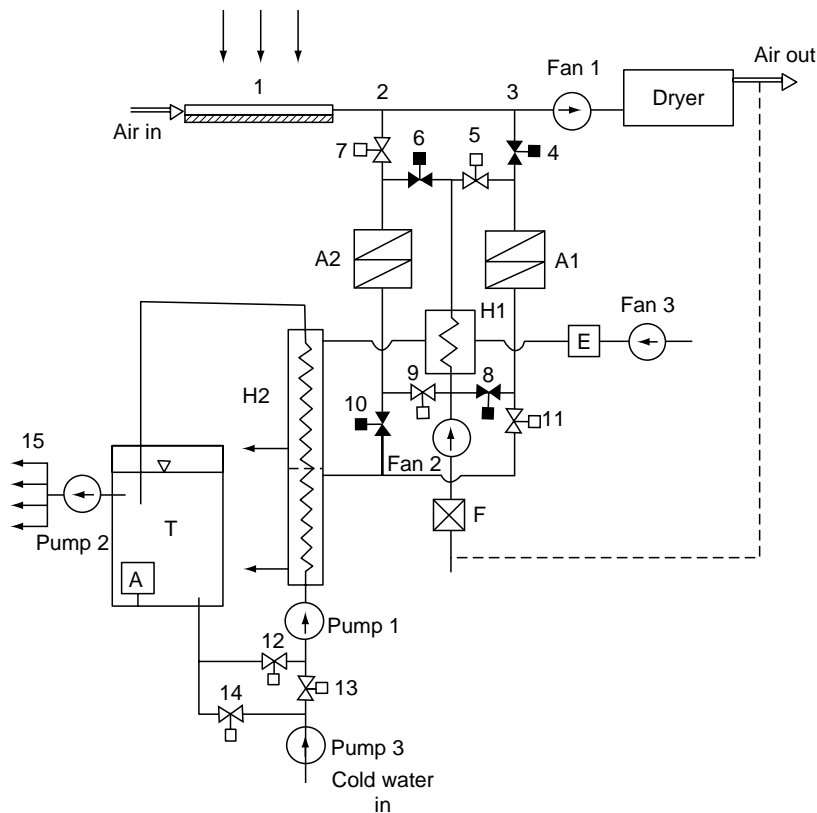 Air out
Fan 1
1
2
3
Dryer
Air in
7
6
5
4
A2
A1
H1
Fan 3
E
H2
9
8
10
11
15
Fan 2
T
F
Pump 2
A
Pump 1
12
13
14
Pump 3
Cold water
in